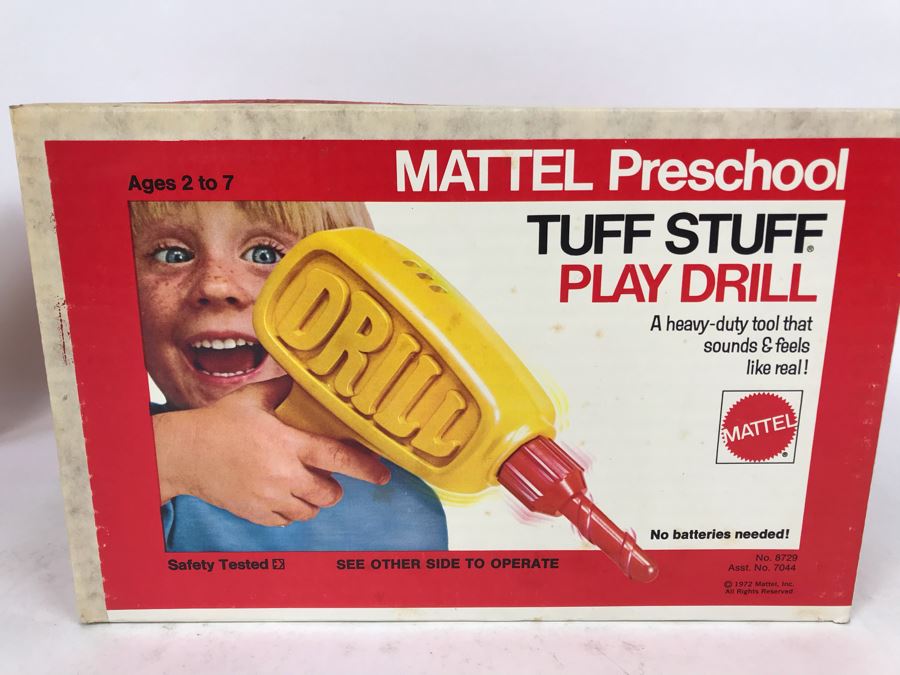 Ages 2 to 7
MATTEL Preschool
TUFF STUFF®
PLAY DRILL
A heavy-duty tool that
sounds & feels
like real!
DRILL
MATTEL®
No batteries needed!
Safety Tested
SEE OTHER SIDE TO OPERATE
No. 8729
Asst. No. 7044
© 1972 Mattel, Inc.
All Rights Reserved